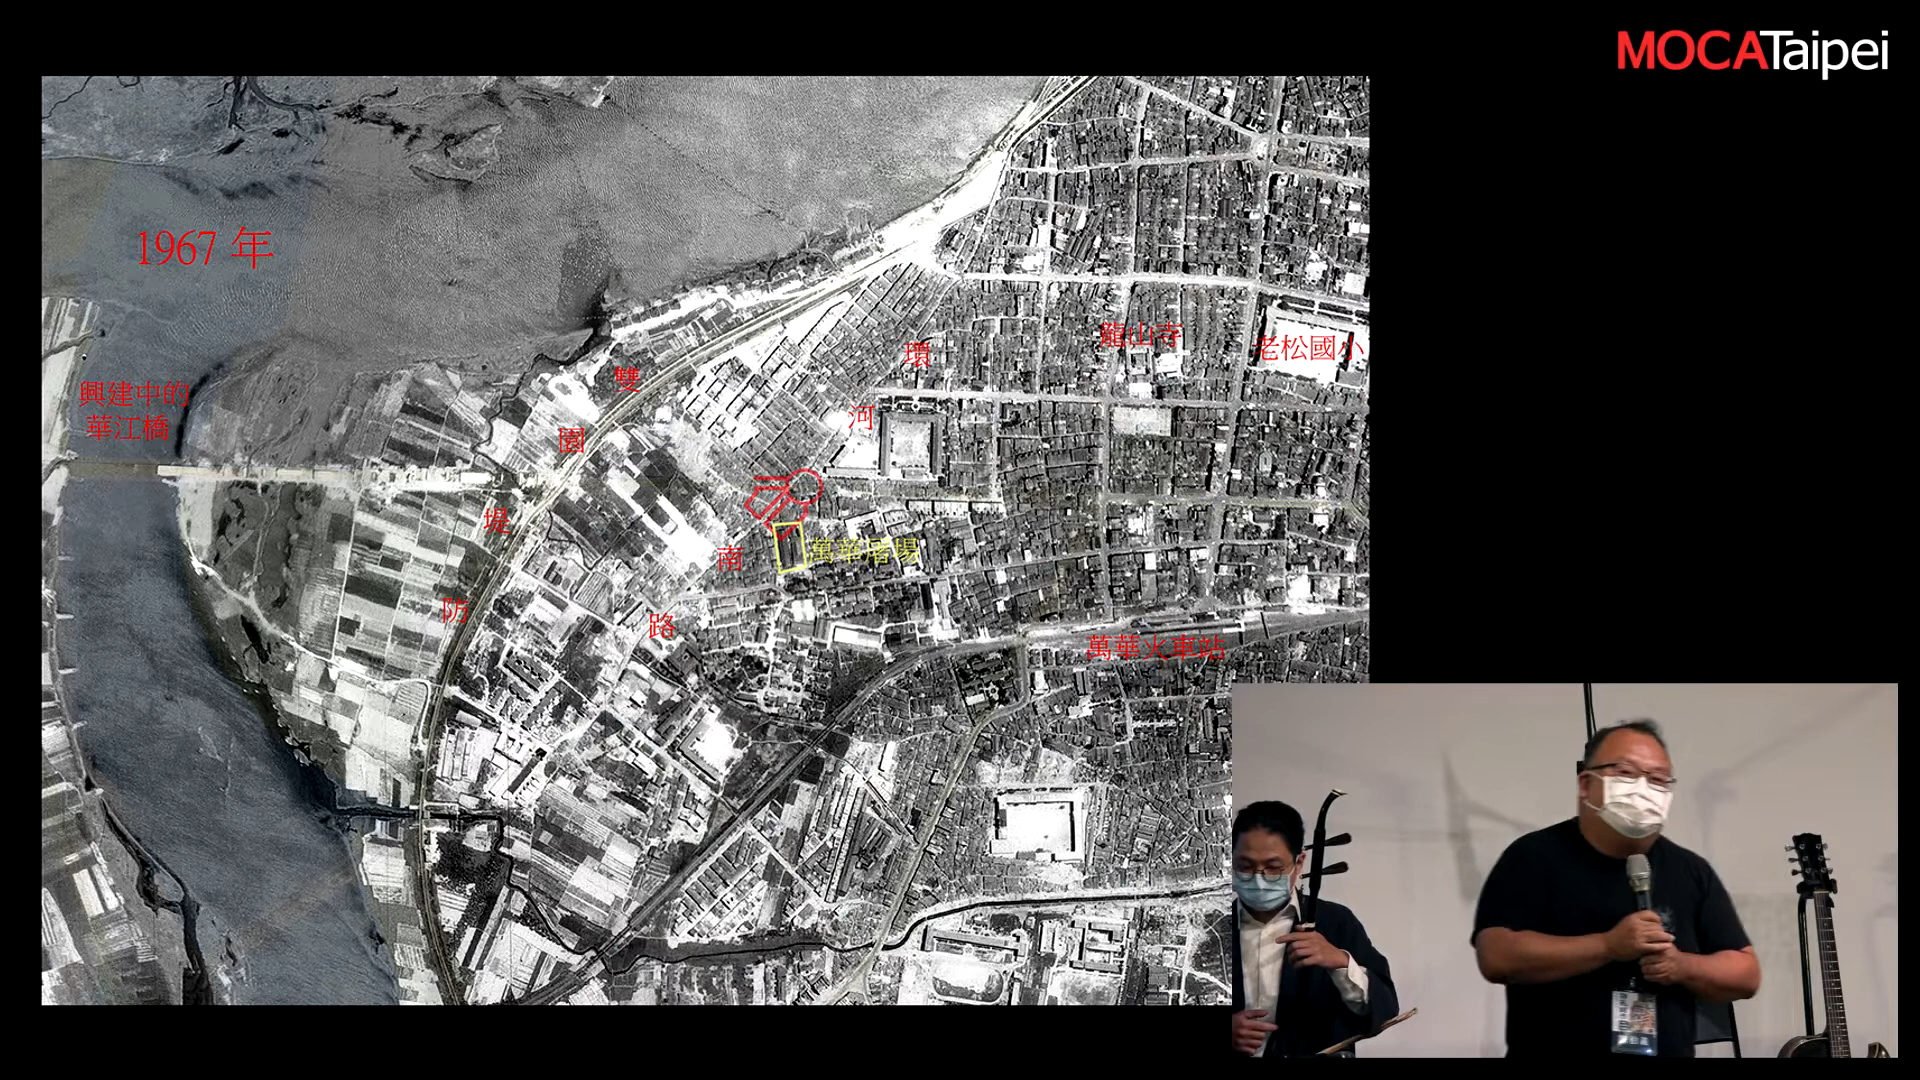 MOCATaipei
1967 年
龍山寺
老松國小
環
河
南
路
雙
園
堤
防
興建中的
華江橋
萬華屠場
萬華火車站